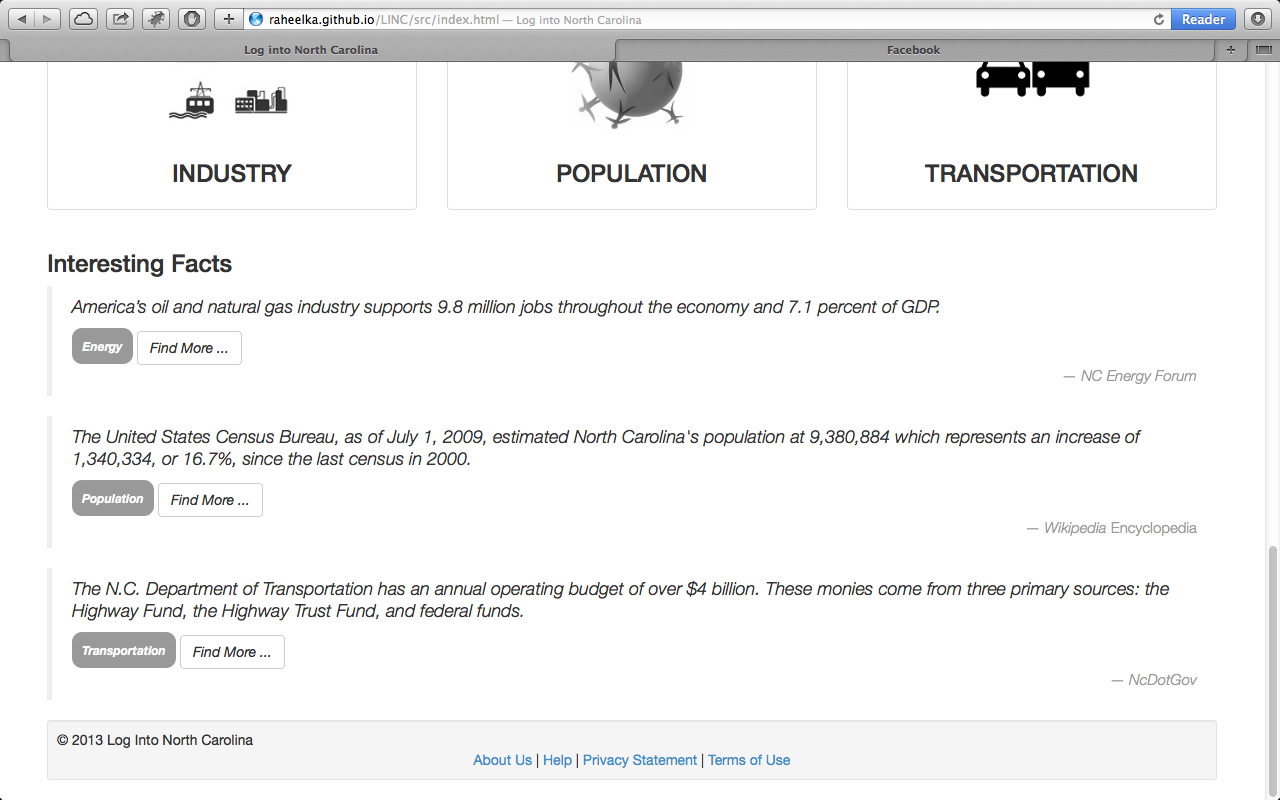 raheelka.github.io/LINC/src/index.html — Log into North Carolina
Reader
Log into North Carolina
Facebook
INDUSTRY
POPULATION
TRANSPORTATION
Interesting Facts
America’s oil and natural gas industry supports 9.8 million jobs throughout the economy and 7.1 percent of GDP.
Energy
Find More ...
— NC Energy Forum
The United States Census Bureau, as of July 1, 2009, estimated North Carolina's population at 9,380,884 which represents an increase of
1,340,334, or 16.7%, since the last census in 2000.
Population
Find More ...
— Wikipedia Encyclopedia
The N.C. Department of Transportation has an annual operating budget of over $4 billion. These monies come from three primary sources: the
Highway Fund, the Highway Trust Fund, and federal funds.
Transportation
Find More ...
— NcDotGov
© 2013 Log Into North Carolina
About Us | Help | Privacy Statement | Terms of Use